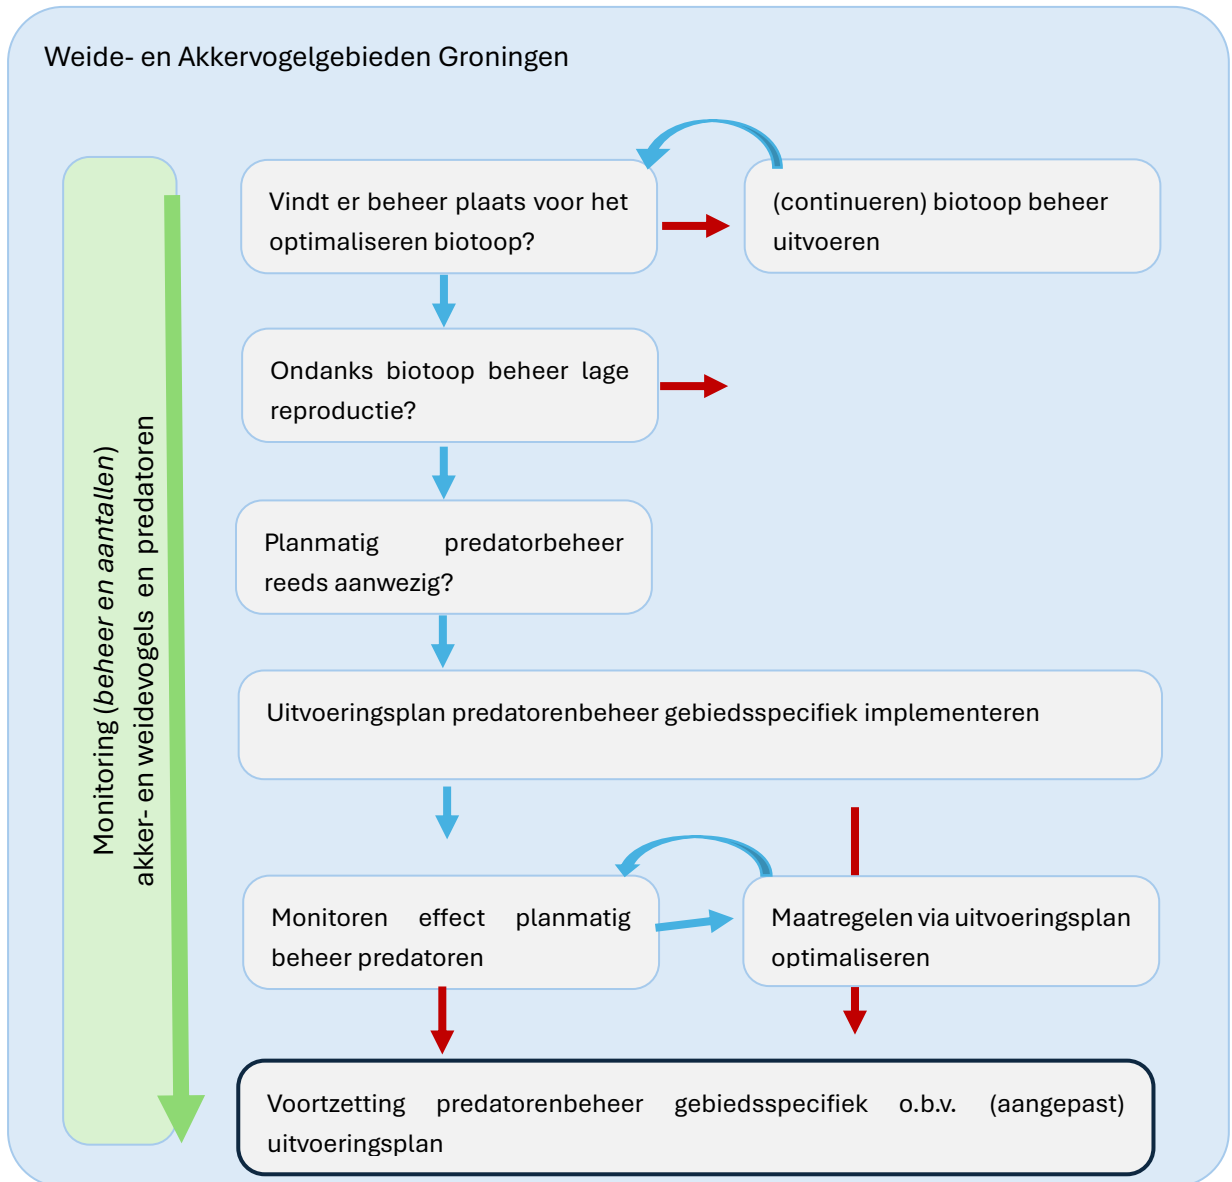 Weide- en Akkervogelgebieden Groningen
Vindt er beheer plaats voor het
optimaliseren biotoop?
(continueren) biotoop beheer
uitvoeren
Ondanks biotoop beheer lage
reproductie?
Planmatig predatorbeheer
reeds aanwezig?
Uitvoeringsplan predatorenbeheer gebiedsspecifiek implementeren
Monitoring (beheer en aantallen)
akker- en weidevogels en predatoren
Monitoren effect planmatig
beheer predatoren
Maatregelen via uitvoeringsplan
optimaliseren
Voortzetting predatorenbeheer gebiedsspecifiek o.b.v. (aangepast)
uitvoeringsplan